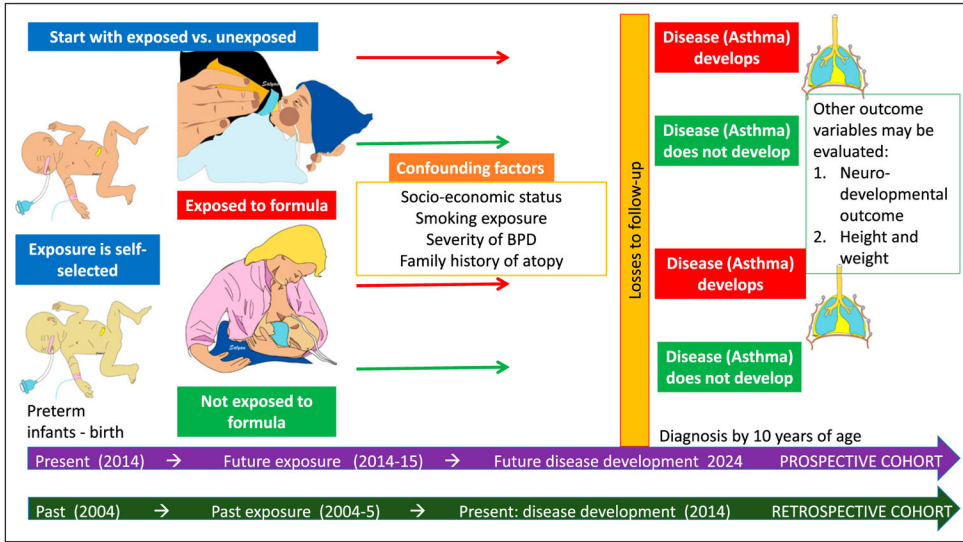 Start with exposed vs. unexposed
Satyan
Exposed to formula
Exposure is self-
selected
Satyan
Not exposed to
formula
Preterm
infants - birth
Confounding factors
Socio-economic status
Smoking exposure
Severity of BPD
Family history of atopy
Losses to follow-up
Disease (Asthma)
develops
Disease (Asthma)
does not develop
Disease (Asthma)
develops
Disease (Asthma)
does not develop
Other outcome
variables may be
evaluated:
1. Neuro-
developmental
outcome
2. Height and
weight
Diagnosis by 10 years of age
Present (2014) → Future exposure (2014-15) → Future disease development 2024 PROSPECTIVE COHORT
Past (2004) → Past exposure (2004-5) → Present: disease development (2014) RETROSPECTIVE COHORT